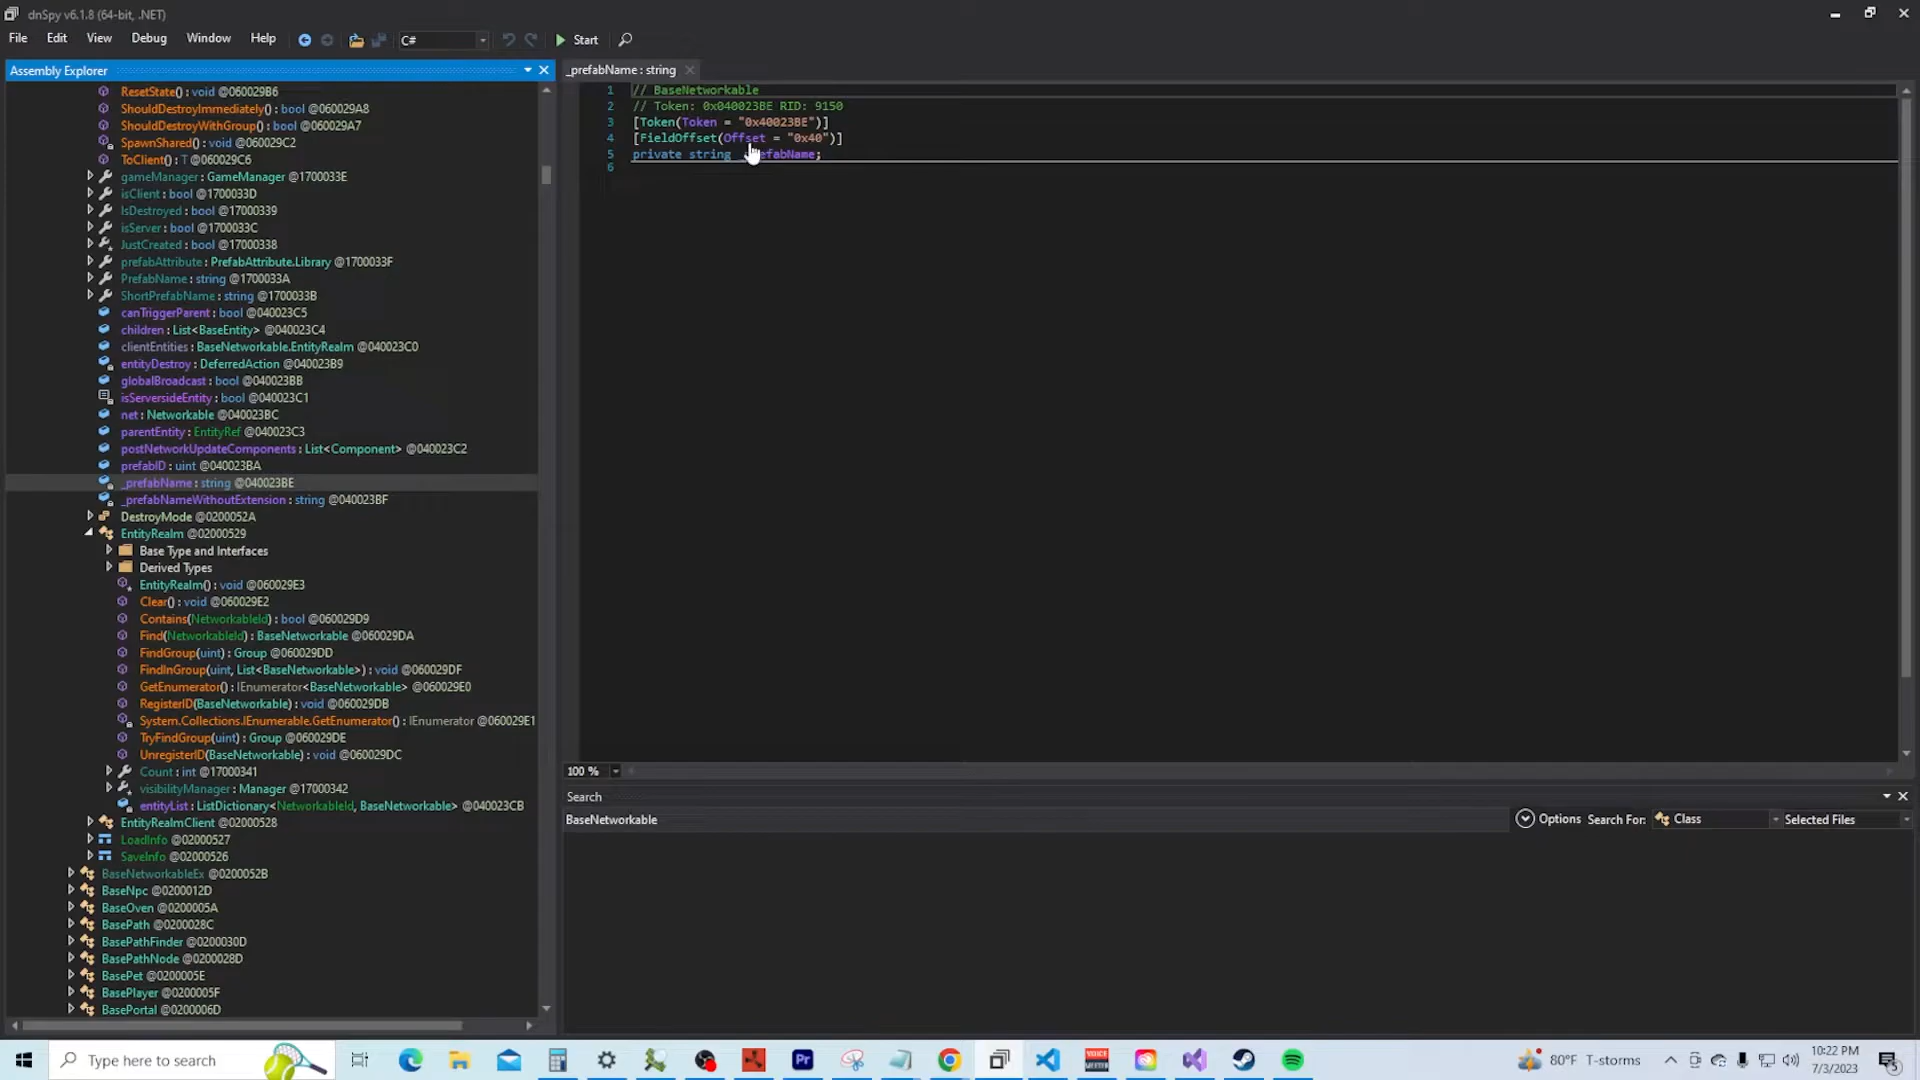 dnSpy v6.1.8 (64-bit, .NET)
File Edit View Debug Window Help C# Start
Assembly Explorer
ResetState() : void @060029B6
ShouldDestroyImmediately() : bool @060029A8
ShouldDestroyWithGroup() : bool @060029A7
SpawnShared() : void @060029C2
ToClient() : T @060029C6
gameManager : GameManager @1700033E
isClient : bool @1700033D
IsDestroyed : bool @17000339
isServer : bool @1700033C
JustCreated : bool @17000338
prefabAttribute : PrefabAttribute.Library @1700033F
PrefabName : string @1700033A
ShortPrefabName : string @1700033B
canTriggerParent : bool @040023C5
children : List<BaseEntity> @040023C4
clientEntities : BaseNetworkable.EntityRealm @040023C0
entityDestroy : DeferredAction @040023B9
globalBroadcast : bool @040023BB
isServersideEntity : bool @040023C1
net : Networkable @040023BC
parentEntity : EntityRef @040023C3
postNetworkUpdateComponents : List<Component> @040023C2
prefabID : uint @040023BA
_prefabName : string @040023BE
_prefabNameWithoutExtension : string @040023BF
DestroyMode @0200052A
EntityRealm @02000529
Base Type and Interfaces
Derived Types
EntityRealm() : void @060029E3
Clear() : void @060029E2
Contains(NetworkableId) : bool @060029D9
Find(NetworkableId) : BaseNetworkable @060029DA
FindGroup(uint) : Group @060029DD
FindInGroup(uint, List<BaseNetworkable>) : void @060029DF
GetEnumerator() : IEnumerator<BaseNetworkable> @060029E0
RegisterID(BaseNetworkable) : void @060029DB
System.Collections.IEnumerable.GetEnumerator() : IEnumerator @060029E1
TryFindGroup(uint) : Group @060029DE
UnregisterID(BaseNetworkable) : void @060029DC
Count : int @17000341
visibilityManager : Manager @17000342
entityList : ListDictionary<NetworkableId, BaseNetworkable> @040023CB
EntityRealmClient @02000528
LoadInfo @02000527
SaveInfo @02000526
BaseNetworkableEx @0200052B
BaseNpc @0200012D
BaseOven @0200005A
BasePath @0200028C
BasePathFinder @0200030D
BasePathNode @0200028D
BasePet @0200005E
BasePlayer @0200005F
BasePortal @0200006D
_prefabName : string
1 // BaseNetworkable
2 // Token: 0x040023BE RID: 9150
3 [Token(Token = "0x40023BE")]
4 [FieldOffset(Offset = "0x40")]
5 private string _prefabName;
6
100 %
Search
BaseNetworkable Options Search For: Class Selected Files
Type here to search Pr 80°F T-storms 10:22 PM
7/3/2023